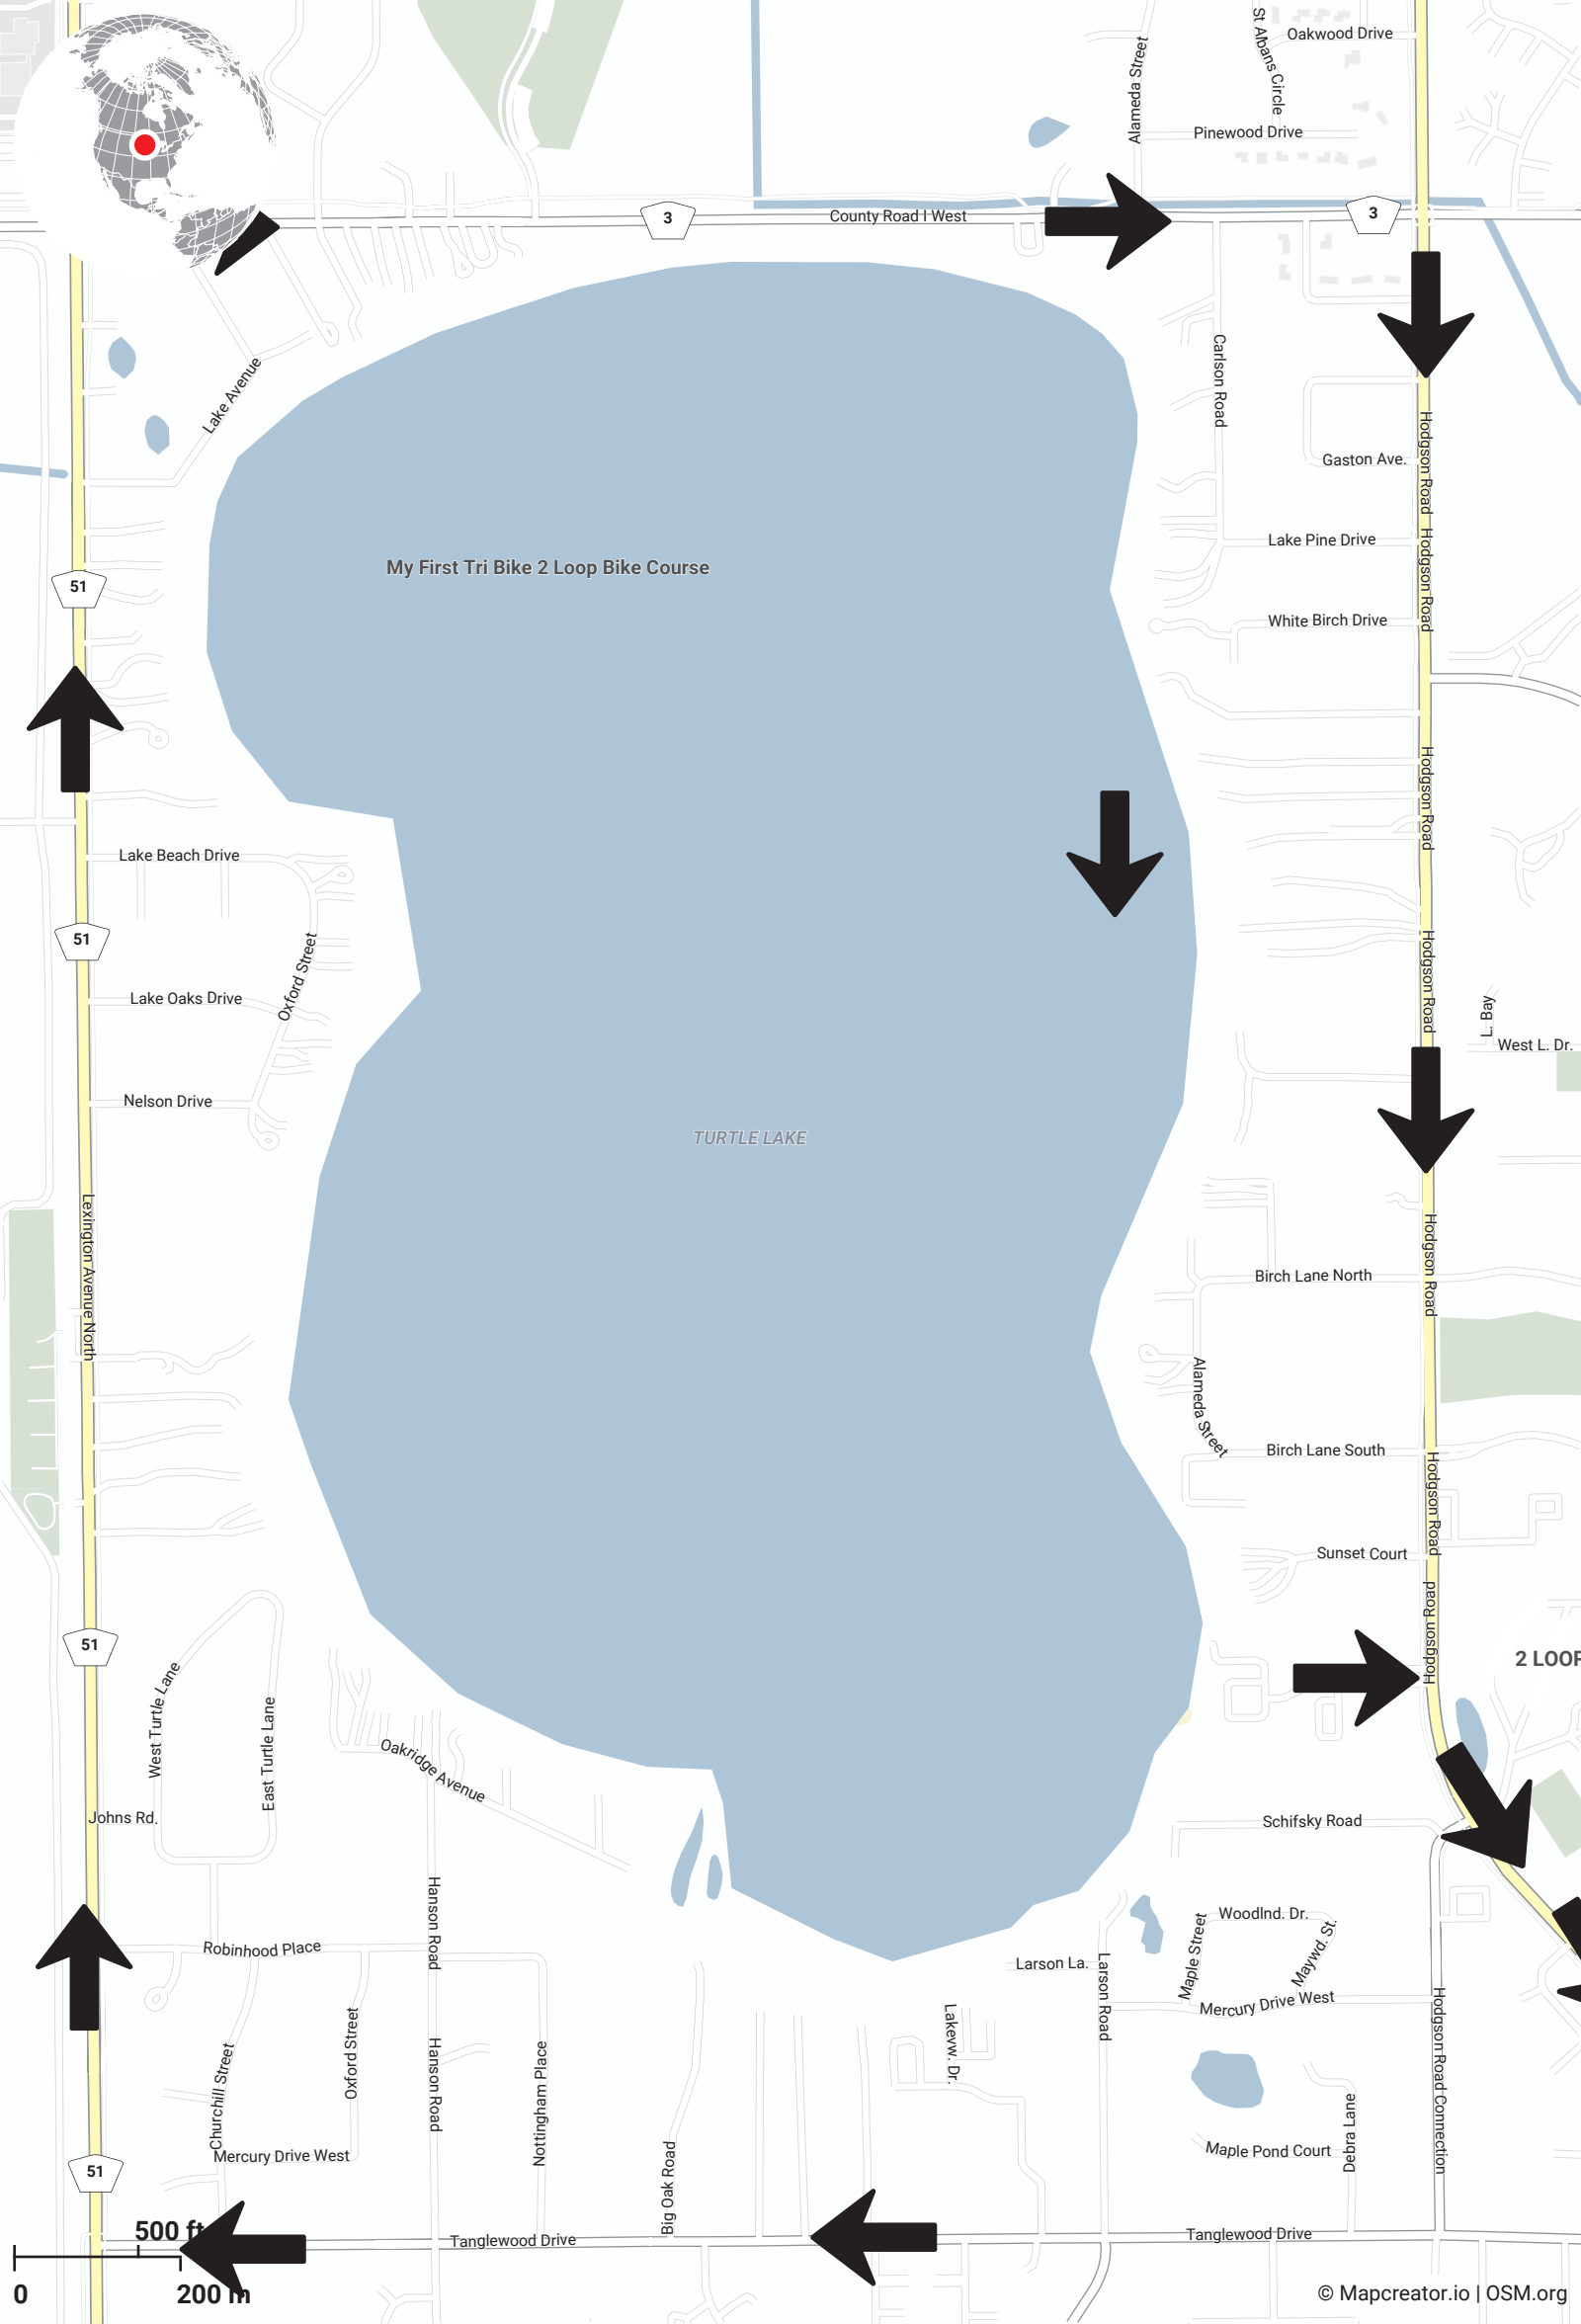 St Albans Circle
Oakwood Drive
Alameda Street
Pinewood Drive
3
County Road I West
3
Lake Avenue
Carlson Road
Hodgson Road
Gaston Ave.
Lake Pine Drive
Hodgson Road
My First Tri Bike 2 Loop Bike Course
51
White Birch Drive
Hodgson Road
Lake Beach Drive
51
Oxford Street
Hodgson Road
Lake Oaks Drive
L. Bay
West L. Dr.
Nelson Drive
TURTLE LAKE
Lexington Avenue North
Hodgson Road
Birch Lane North
Alameda Street
Birch Lane South
Hodgson Road
Sunset Court
Hodgson Road
51
2 LOOP
West Turtle Lane
East Turtle Lane
Oakridge Avenue
Johns Rd.
Schifsky Road
Hanson Road
Woodlnd. Dr.
Maple Street
Maywd. St.
Robinhood Place
Larson La.
Larson Road
Mercury Drive West
Lakevw. Dr.
Hodgson Road Connection
Oxford Street
Churchill Street
Hanson Road
Nottingham Place
Mercury Drive West
Maple Pond Court
Debra Lane
Big Oak Road
51
500 ft
Tanglewood Drive
Tanglewood Drive
0
200 m
© Mapcreator.io | OSM.org